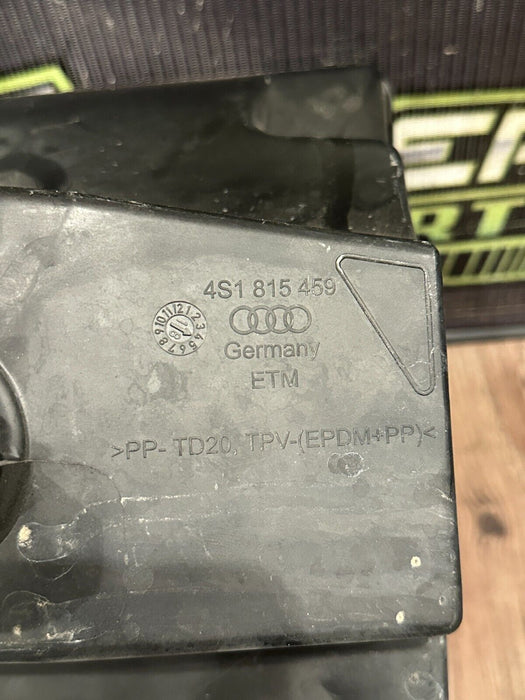 4S1 815 459
Germany
ETM
>PP-TD20, TPV-(EPDM+PP)<